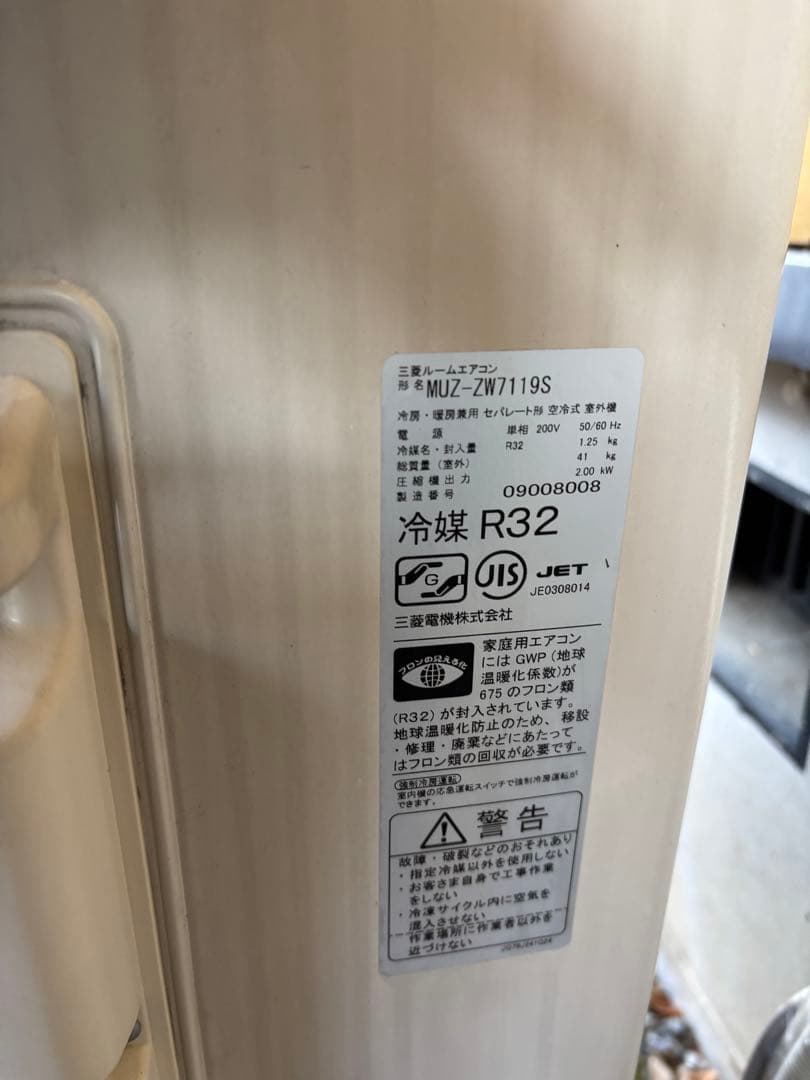 三菱ルームエアコン
形名 MUZ-ZW7119S
冷房・暖房兼用 セパレート形 空冷式 室外機
電源 単相 200V 50/60 Hz
冷媒名・封入量 R32 1.25 kg
総質量(室外) 41 kg
圧縮機出力 2.00 kW
製造番号 09008008
冷媒 R32
G JIS JET
JE0308014
三菱電機株式会社
フロンの見える化
家庭用エアコン
にはGWP(地球
温暖化係数)が
675のフロン類
(R32)が封入されています。
地球温暖化防止のため、移設
・修理・廃棄などにあたって
はフロン類の回収が必要です。
強制冷房運転
室内機の応急運転スイッチで強制冷房運転が
できます。
警告
故障・破裂などのおそれあり
・指定冷媒以外を使用しない
・お客さま自身で工事作業
をしない
・冷凍サイクル内に空気を
混入させない
作業場所に作業者以外を
近づけない